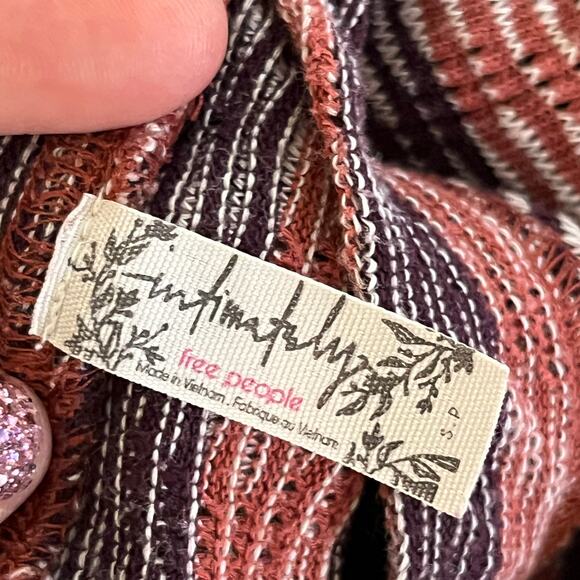 intimately
free people
Made in Vietnam . Fabriqué au Vietnam
S . P